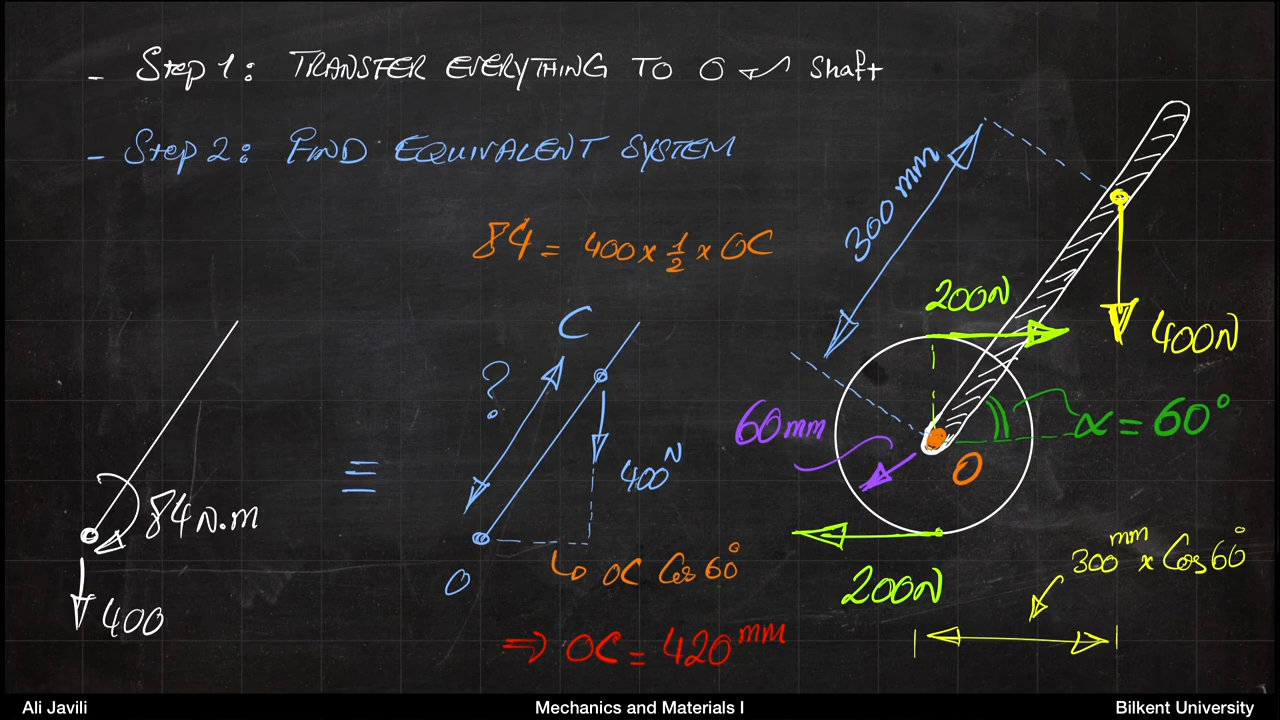 - Step 1: TRANSFER EVERYTHING TO O ↵ shaft
- Step 2: FIND EQUIVALENT SYSTEM
84 = 400 x 1/2 x OC
300 mm
200N
400N
C
?
60mm
α = 60°
O
400N
≡
84 N.m
400
O
↳ OC Cos 60°
200N
300 mm x Cos 60°
⇒ OC = 420 mm
Ali Javili
Mechanics and Materials I
Bilkent University